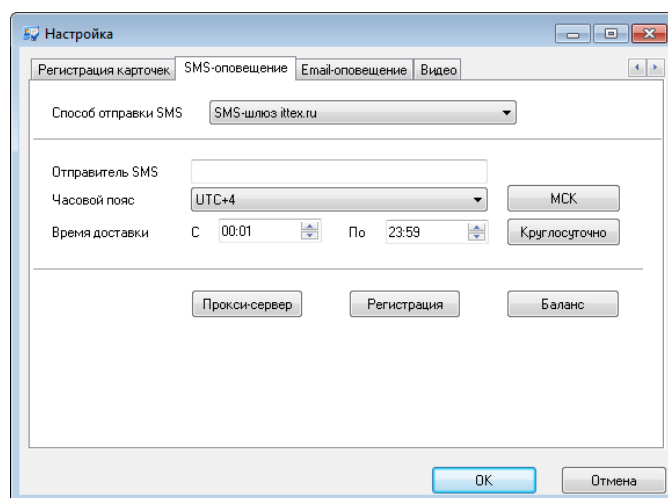 Настройка
Регистрация карточек SMS-оповещение Email-оповещение Видео
Способ отправки SMS SMS-шлюз ittex.ru
Отправитель SMS
Часовой пояс UTC+4 МСК
Время доставки С 00:01 По 23:59 Круглосуточно
Прокси-сервер Регистрация Баланс
OK Отмена